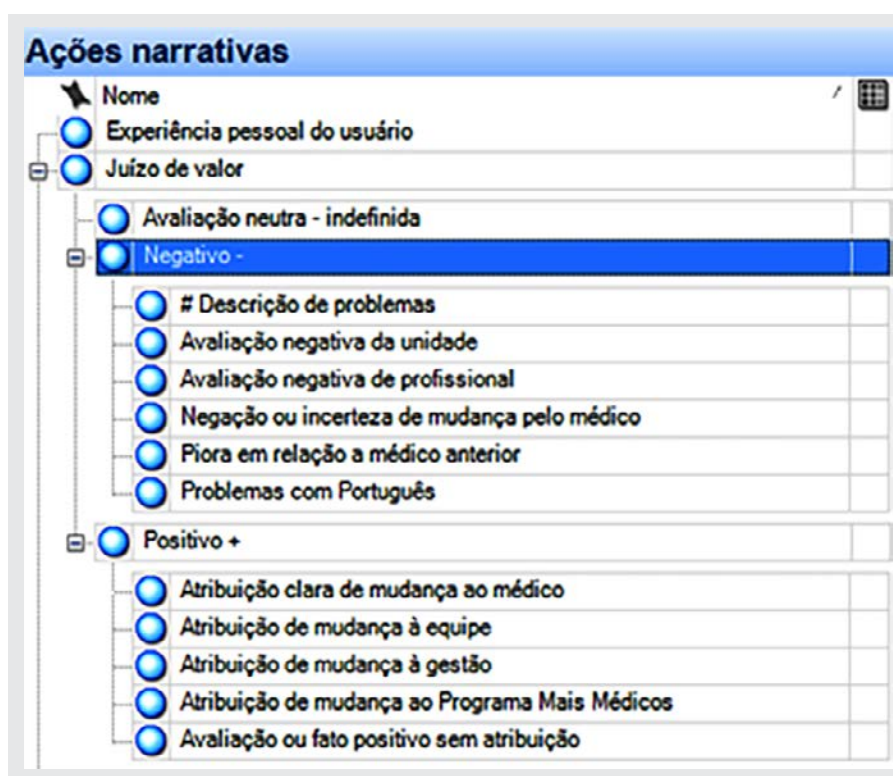 Ações narrativas
Nome
Experiência pessoal do usuário
Juízo de valor
Avaliação neutra - indefinida
Negativo -
# Descrição de problemas
Avaliação negativa da unidade
Avaliação negativa de profissional
Negação ou incerteza de mudança pelo médico
Piora em relação a médico anterior
Problemas com Português
Positivo +
Atribuição clara de mudança ao médico
Atribuição de mudança à equipe
Atribuição de mudança à gestão
Atribuição de mudança ao Programa Mais Médicos
Avaliação ou fato positivo sem atribuição